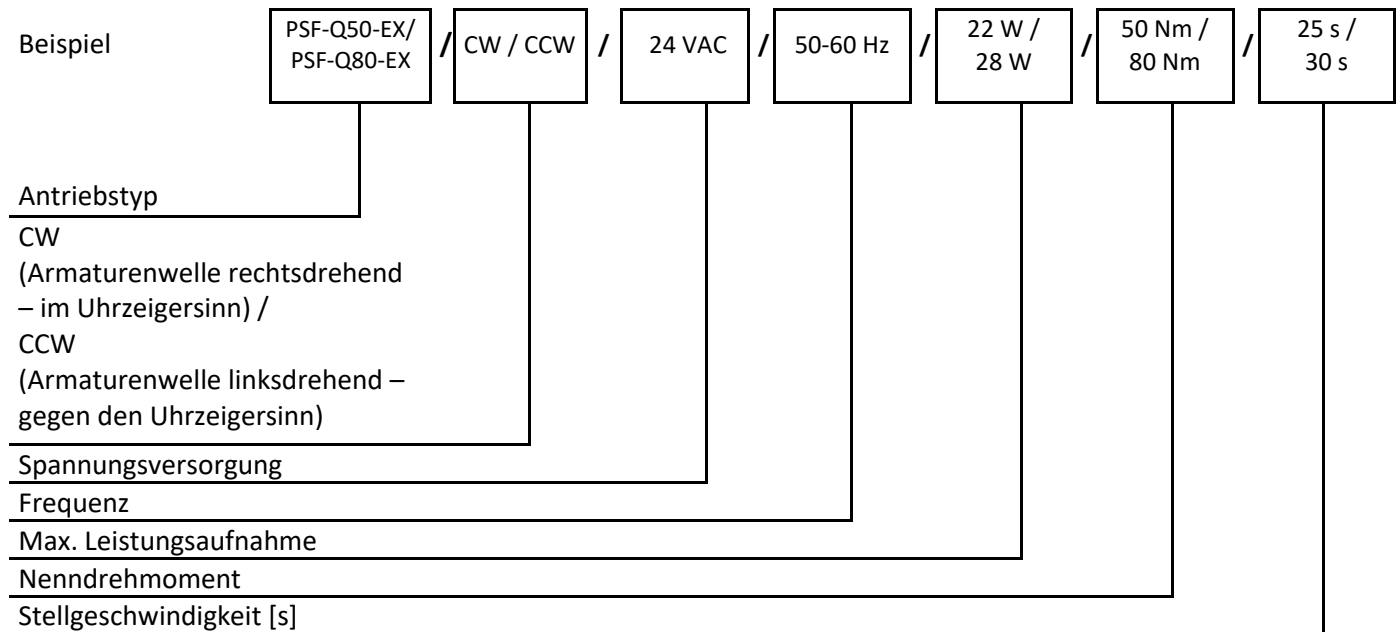 Beispiel
PSF-Q50-EX/
PSF-Q80-EX
/
CW / CCW
/
24 VAC
/
50-60 Hz
/
22 W /
28 W
/
50 Nm /
80 Nm
/
25 s /
30 s
Antriebstyp
CW
(Armaturenwelle rechtsdrehend
– im Uhrzeigersinn) /
CCW
(Armaturenwelle linksdrehend –
gegen den Uhrzeigersinn)
Spannungsversorgung
Frequenz
Max. Leistungsaufnahme
Nenndrehmoment
Stellgeschwindigkeit [s]